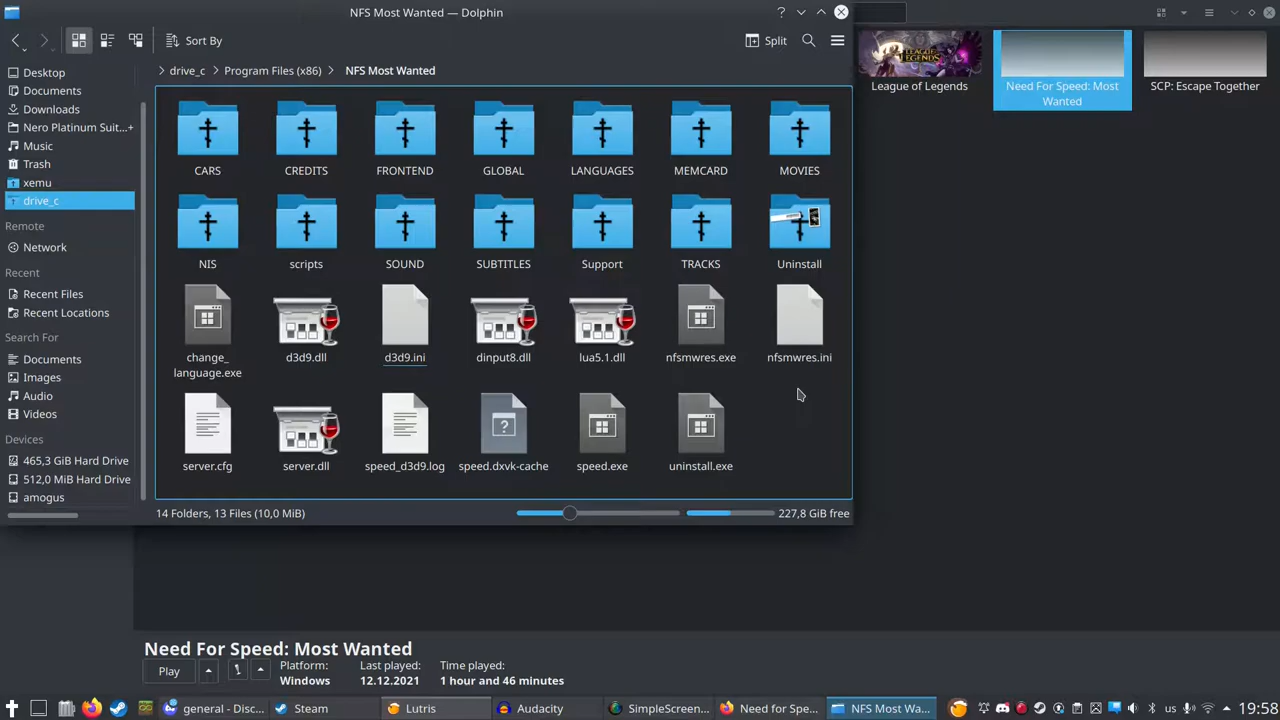 NFS Most Wanted — Dolphin
?
Sort By
Split
drive_c
Program Files (x86)
NFS Most Wanted
Desktop
Documents
Downloads
Nero Platinum Suit...+
Music
Trash
xemu
drive_c
Remote
Network
Recent
Recent Files
Recent Locations
Search For
Documents
Images
Audio
Videos
Devices
465,3 GiB Hard Drive
512,0 MiB Hard Drive
amogus
CARS
CREDITS
FRONTEND
GLOBAL
LANGUAGES
MEMCARD
MOVIES
NIS
scripts
SOUND
SUBTITLES
Support
TRACKS
Uninstall
change_
language.exe
d3d9.dll
d3d9.ini
dinput8.dll
lua5.1.dll
nfsmwres.exe
nfsmwres.ini
server.cfg
server.dll
speed_d3d9.log
?
speed.dxvk-cache
speed.exe
uninstall.exe
14 Folders, 13 Files (10,0 MiB)
227,8 GiB free
LEAGUE
LEGENDS
League of Legends
Need For Speed: Most
Wanted
SCP: Escape Together
Need For Speed: Most Wanted
Play
Platform:
Windows
Last played:
12.12.2021
Time played:
1 hour and 46 minutes
general - Disc...
Steam
Lutris
Audacity
SimpleScreen...
Need for Spe...
NFS Most Wa...
us
19:58